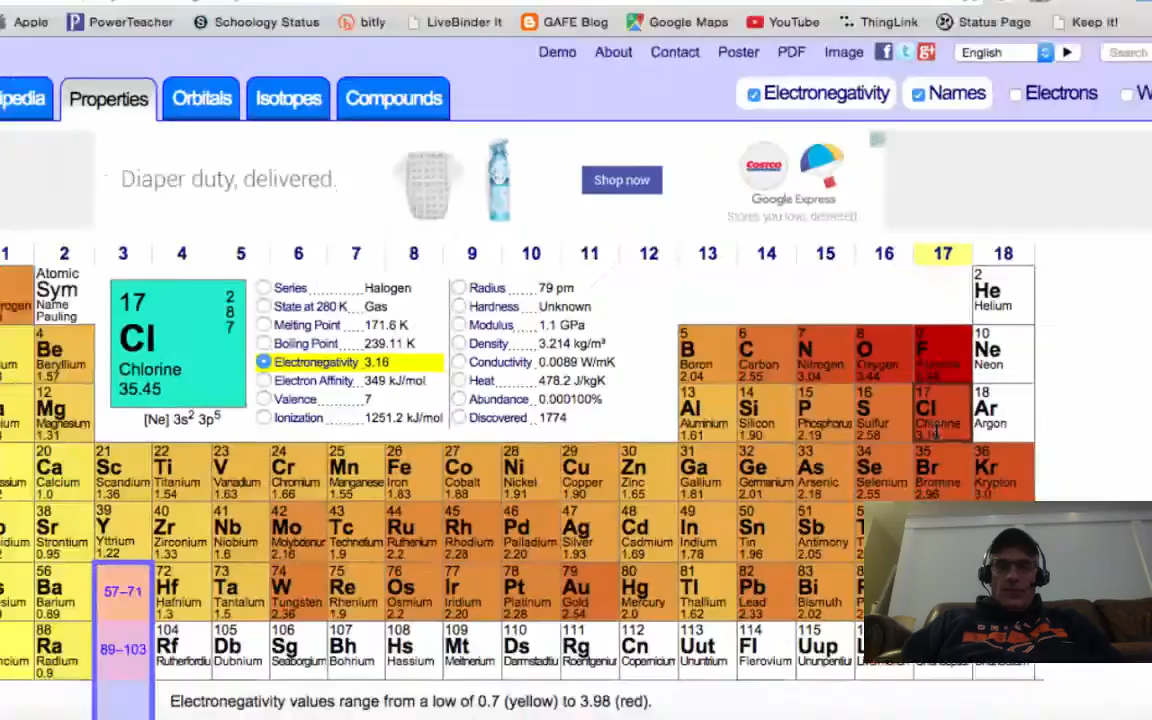 Apple PowerTeacher Schoology Status bitly LiveBinder It GAFE Blog Google Maps YouTube ThingLink Status Page Keep It!
Demo About Contact Poster PDF Image English Search
ipedia Properties Orbitals Isotopes Compounds Electronegativity Names Electrons W
Diaper duty, delivered.
Shop now
COSTCO
Google Express
Stores you love, delivered.
1 2 3 4 5 6 7 8 9 10 11 12 13 14 15 16 17 18
Atomic
Sym
Name
Pauling
17 2 8 7
Cl
Chlorine
35.45
[Ne] 3s² 3p⁵
Series Halogen
State at 280 K Gas
Melting Point 171.6 K
Boiling Point 239.11 K
Electronegativity 3.16
Electron Affinity 349 kJ/mol
Valence 7
Ionization 1251.2 kJ/mol
Radius 79 pm
Hardness Unknown
Modulus 1.1 GPa
Density 3.214 kg/m³
Conductivity 0.0089 W/mK
Heat 478.2 J/kgK
Abundance 0.000100%
Discovered 1774
2
He
Helium
4 5 6 7 8 9 10
Be B C N O F Ne
Beryllium Boron Carbon Nitrogen Oxygen Fluorine Neon
1.57 2.04 2.55 3.04 3.44 3.98
12 13 14 15 16 17 18
Mg Al Si P S Cl Ar
Magnesium Aluminium Silicon Phosphorus Sulfur Chlorine Argon
1.31 1.61 1.90 2.19 2.58 3.16
20 21 22 23 24 25 26 27 28 29 30 31 32 33 34 35 36
Ca Sc Ti V Cr Mn Fe Co Ni Cu Zn Ga Ge As Se Br Kr
Calcium Scandium Titanium Vanadium Chromium Manganese Iron Cobalt Nickel Copper Zinc Gallium Germanium Arsenic Selenium Bromine Krypton
1.0 1.36 1.54 1.63 1.66 1.55 1.83 1.88 1.91 1.90 1.65 1.81 2.01 2.18 2.55 2.96 3.0
38 39 40 41 42 43 44 45 46 47 48 49 50 51
Sr Y Zr Nb Mo Tc Ru Rh Pd Ag Cd In Sn Sb
Strontium Yttrium Zirconium Niobium Molybdenum Technetium Ruthenium Rhodium Palladium Silver Cadmium Indium Tin Antimony
0.95 1.22 1.33 1.6 2.16 1.9 2.2 2.28 2.20 1.93 1.69 1.78 1.96 2.05
56 57–71 72 73 74 75 76 77 78 79 80 81 82 83
Ba Hf Ta W Re Os Ir Pt Au Hg Tl Pb Bi
Barium Hafnium Tantalum Tungsten Rhenium Osmium Iridium Platinum Gold Mercury Thallium Lead Bismuth
0.89 1.3 1.5 2.36 1.9 2.2 2.20 2.28 2.54 2.0 1.62 2.33 2.02
88 89–103 104 105 106 107 108 109 110 111 112 113 114 115
Ra Rf Db Sg Bh Hs Mt Ds Rg Cn Uut Fl Uup
Radium Rutherfordiu Dubnium Seaborgium Bohrium Hassium Meitnerium Darmstadtiu Roentgeniur Copernicium Ununtrium Flerovium Ununpentiu
0.9
Electronegativity values range from a low of 0.7 (yellow) to 3.98 (red).